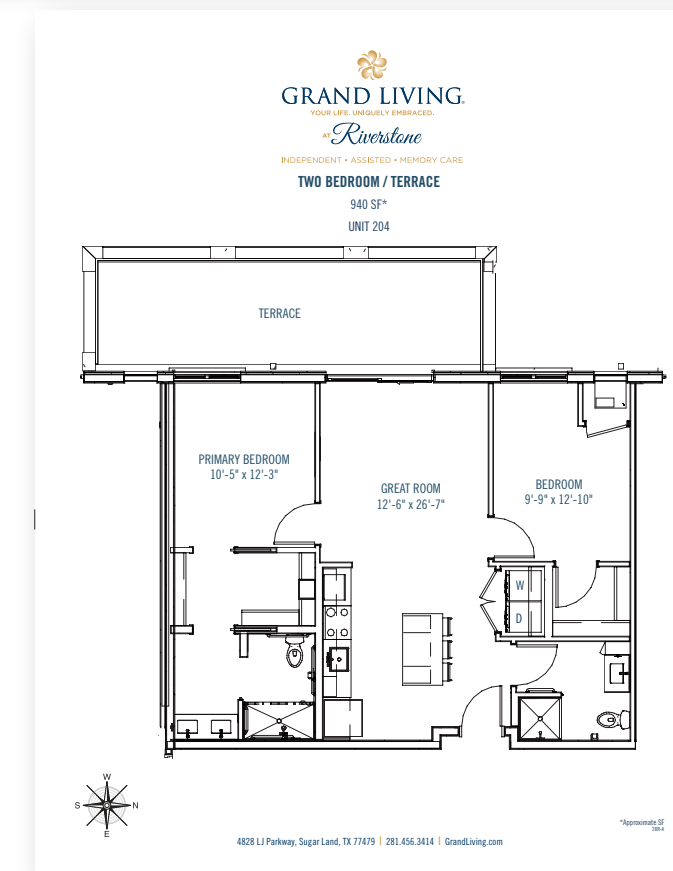 GRAND LIVING®
YOUR LIFE. UNIQUELY EMBRACED.
AT Riverstone
INDEPENDENT • ASSISTED • MEMORY CARE
TWO BEDROOM / TERRACE
940 SF*
UNIT 204
TERRACE
PRIMARY BEDROOM
10'-5" x 12'-3"
GREAT ROOM
12'-6" x 26'-7"
BEDROOM
9'-9" x 12'-10"
W
D
W
S
N
E
*Approximate SF
2BR-A
4828 LJ Parkway, Sugar Land, TX 77479 | 281.456.3414 | GrandLiving.com